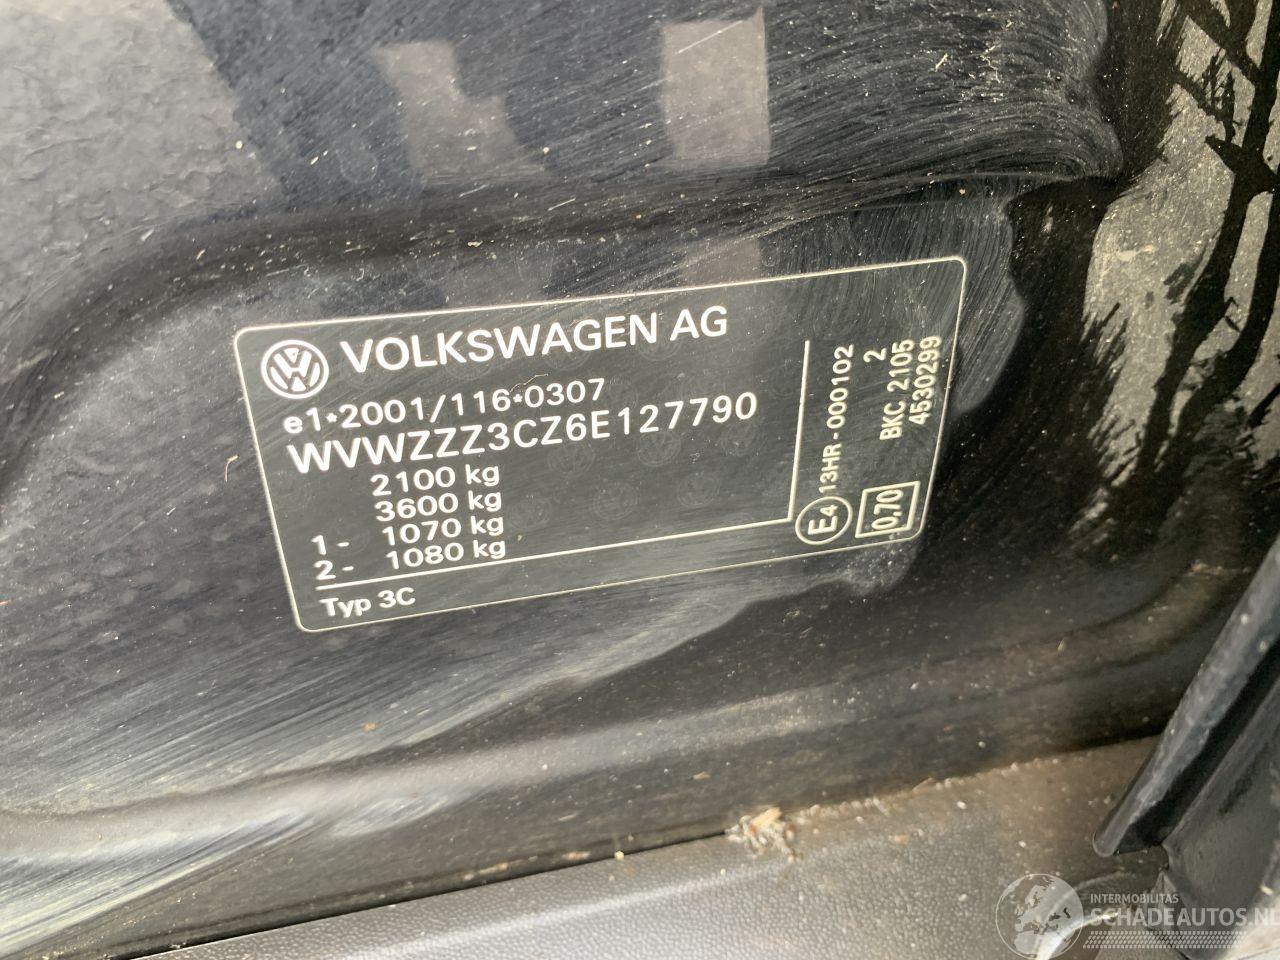 VOLKSWAGEN AG
e1*2001/116*0307
WVWZZZ3CZ6E127790
2100 kg
3600 kg
1 - 1070 kg
2 - 1080 kg
Typ 3C
E4 13HR-000102
2
BKC 2105
4530299
0,70
INTERMOBILITAS
SCHADEAUTOS.NL